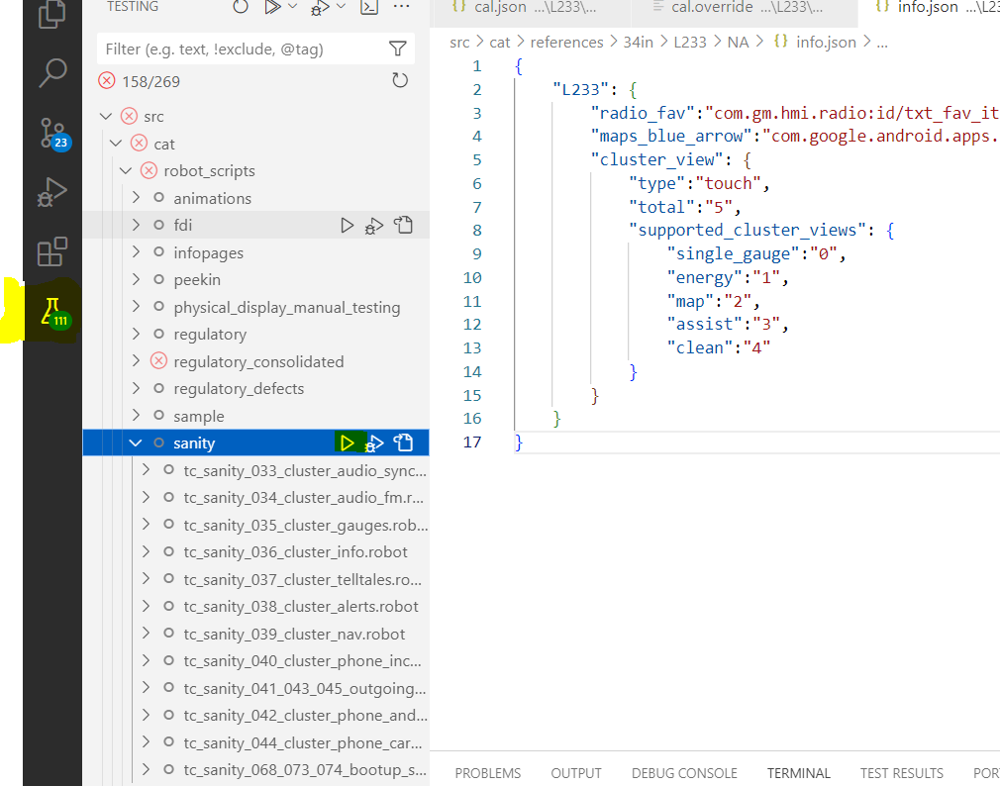 TESTING
Filter (e.g. text, !exclude, @tag)
158/269
23
111
src
cat
robot_scripts
animations
fdi
infopages
peekin
physical_display_manual_testing
regulatory
regulatory_consolidated
regulatory_defects
sample
sanity
tc_sanity_033_cluster_audio_sync...
tc_sanity_034_cluster_audio_fm.r...
tc_sanity_035_cluster_gauges.rob...
tc_sanity_036_cluster_info.robot
tc_sanity_037_cluster_telltales.ro...
tc_sanity_038_cluster_alerts.robot
tc_sanity_039_cluster_nav.robot
tc_sanity_040_cluster_phone_inc...
tc_sanity_041_043_045_outgoing...
tc_sanity_042_cluster_phone_and...
tc_sanity_044_cluster_phone_car...
tc_sanity_068_073_074_bootup_s...
{} cal.json ...\L233\... cal.override ...\L233\... {} info.json ...\L23
src > cat > references > 34in > L233 > NA > {} info.json > ...
1 {
2 "L233": {
3 "radio_fav":"com.gm.hmi.radio:id/txt_fav_it
4 "maps_blue_arrow":"com.google.android.apps.
5 "cluster_view": {
6 "type":"touch",
7 "total":"5",
8 "supported_cluster_views": {
9 "single_gauge":"0",
10 "energy":"1",
11 "map":"2",
12 "assist":"3",
13 "clean":"4"
14 }
15 }
16 }
17 }
PROBLEMS OUTPUT DEBUG CONSOLE TERMINAL TEST RESULTS POR